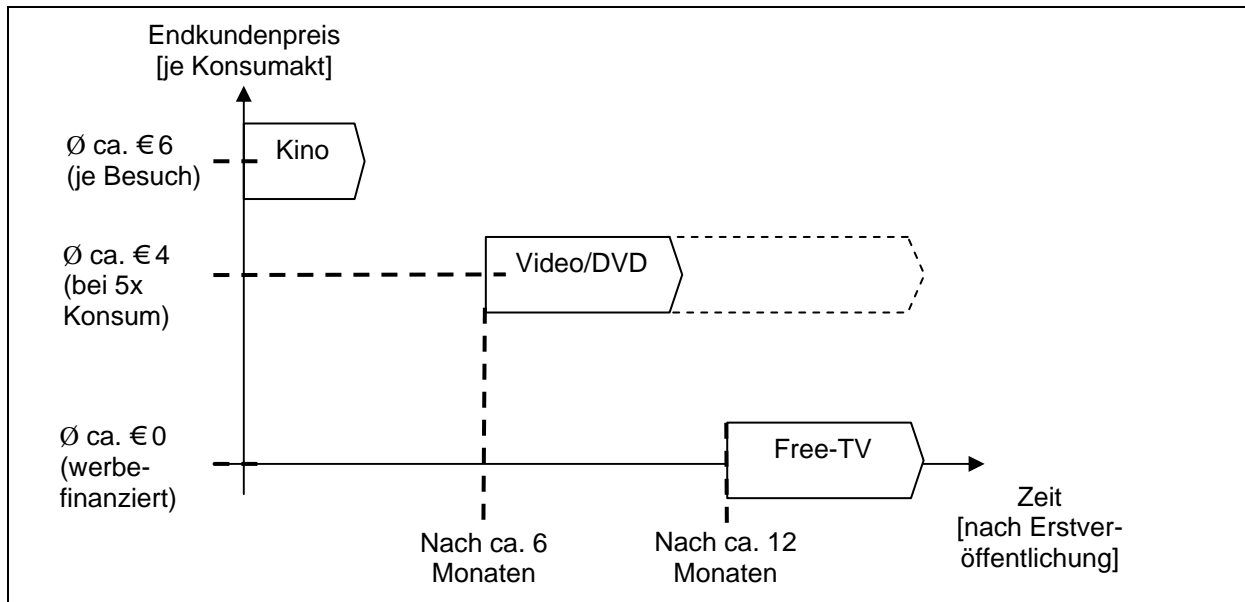 Endkundenpreis
[je Konsumakt]
Ø ca. €6
(je Besuch)
Kino
Ø ca. €4
(bei 5x
Konsum)
Video/DVD
Ø ca. €0
(werbe-
finanziert)
Free-TV
Zeit
[nach Erstver-
öffentlichung]
Nach ca. 6
Monaten
Nach ca. 12
Monaten